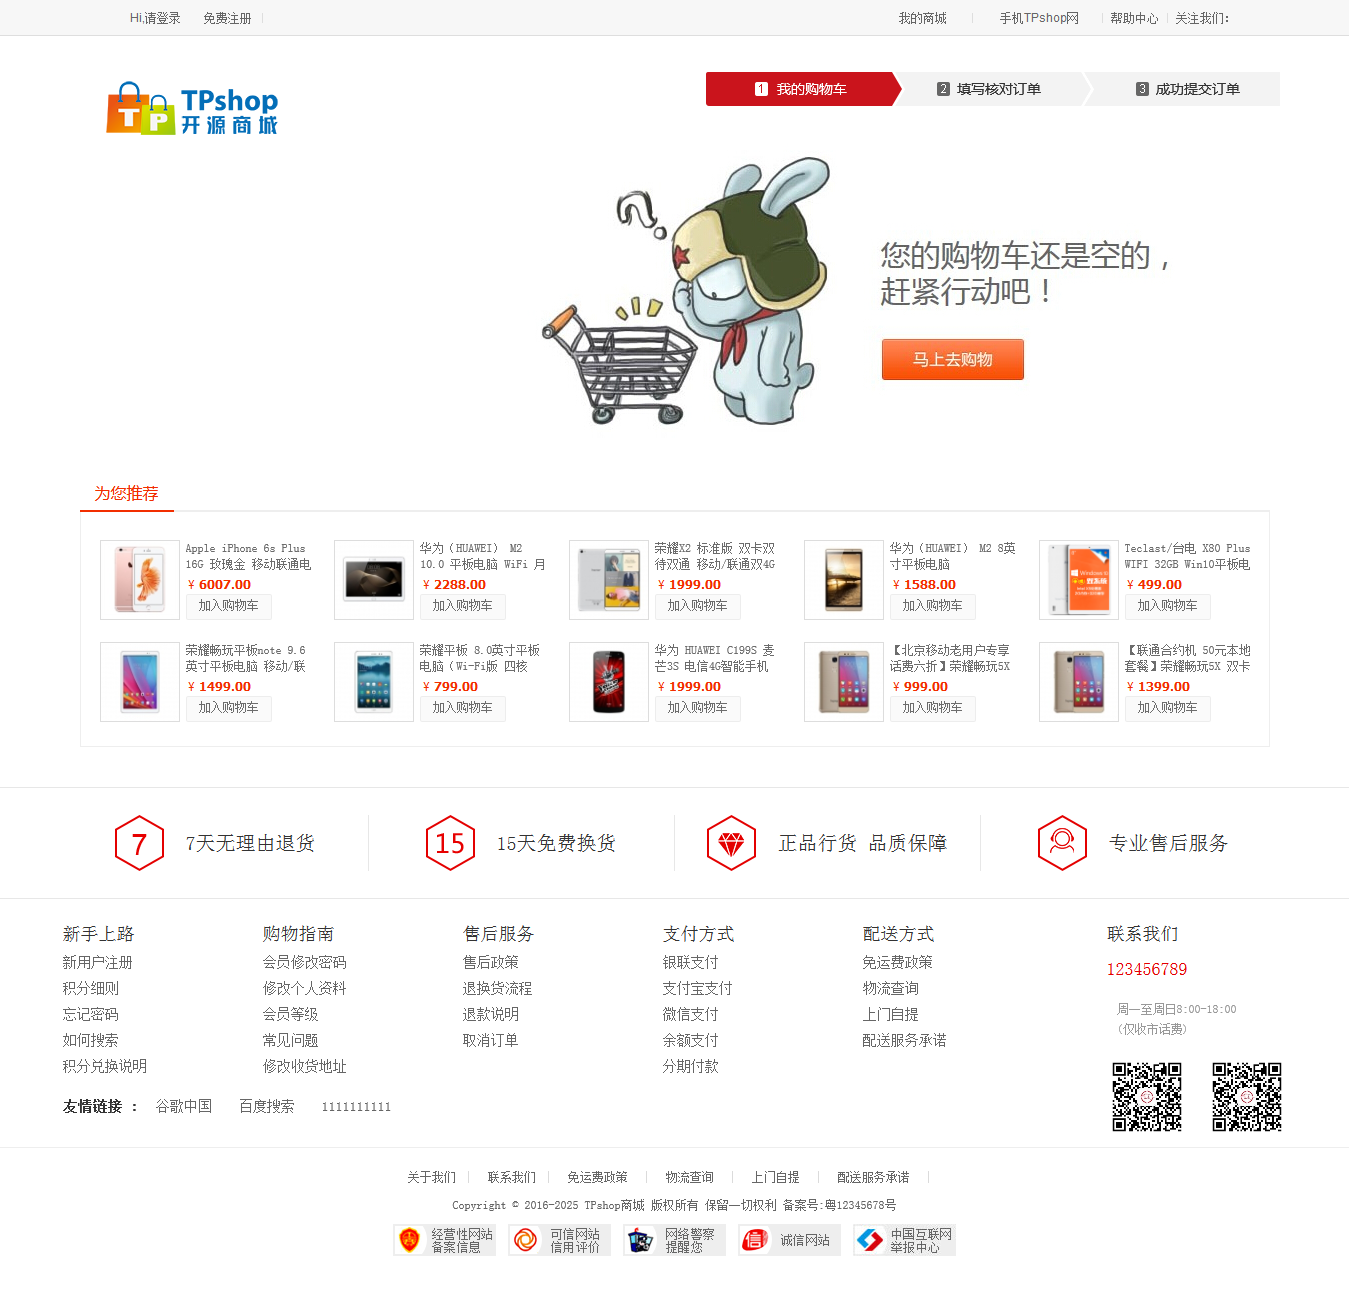 Hi,请登录 免费注册 我的商城 手机TPshop网 帮助中心 关注我们:
TPshop
开源商城
1 我的购物车 2 填写核对订单 3 成功提交订单
您的购物车还是空的，
赶紧行动吧！
马上去购物
为您推荐
Apple iPhone 6s Plus
16G 玫瑰金 移动联通电
¥ 6007.00
加入购物车
华为（HUAWEI） M2
10.0 平板电脑 WiFi 月
¥ 2288.00
加入购物车
荣耀X2 标准版 双卡双
待双通 移动/联通双4G
¥ 1999.00
加入购物车
华为（HUAWEI） M2 8英
寸平板电脑
¥ 1588.00
加入购物车
Teclast/台电 X80 Plus
WIFI 32GB Win10平板电
¥ 499.00
加入购物车
荣耀畅玩平板note 9.6
英寸平板电脑 移动/联
¥ 1499.00
加入购物车
荣耀平板 8.0英寸平板
电脑（Wi-Fi版 四核
¥ 799.00
加入购物车
华为 HUAWEI C199S 麦
芒3S 电信4G智能手机
¥ 1999.00
加入购物车
【北京移动老用户专享
话费六折】荣耀畅玩5X
¥ 999.00
加入购物车
【联通合约机 50元本地
套餐】荣耀畅玩5X 双卡
¥ 1399.00
加入购物车
7 7天无理由退货 15 15天免费换货 正品行货 品质保障 专业售后服务
新手上路 购物指南 售后服务 支付方式 配送方式 联系我们
新用户注册 会员修改密码 售后政策 银联支付 免运费政策 123456789
积分细则 修改个人资料 退换货流程 支付宝支付 物流查询
忘记密码 会员等级 退款说明 微信支付 上门自提 周一至周日8:00-18:00
如何搜索 常见问题 取消订单 余额支付 配送服务承诺 (仅收市话费)
积分兑换说明 修改收货地址 分期付款
友情链接 : 谷歌中国 百度搜索 1111111111
关于我们 联系我们 免运费政策 物流查询 上门自提 配送服务承诺
Copyright © 2016-2025 TPshop商城 版权所有 保留一切权利 备案号:粤12345678号
经营性网站
备案信息
可信网站
信用评价
网络警察
提醒您
诚信网站
中国互联网
举报中心